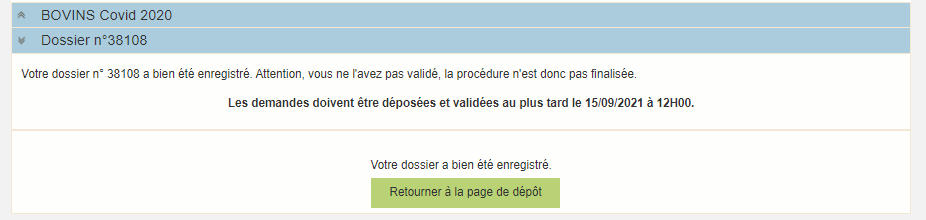 BOVINS Covid 2020
Dossier n°38108
Votre dossier n° 38108 a bien été enregistré. Attention, vous ne l'avez pas validé, la procédure n'est donc pas finalisée.
Les demandes doivent être déposées et validées au plus tard le 15/09/2021 à 12H00.
Votre dossier a bien été enregistré.
Retourner à la page de dépôt